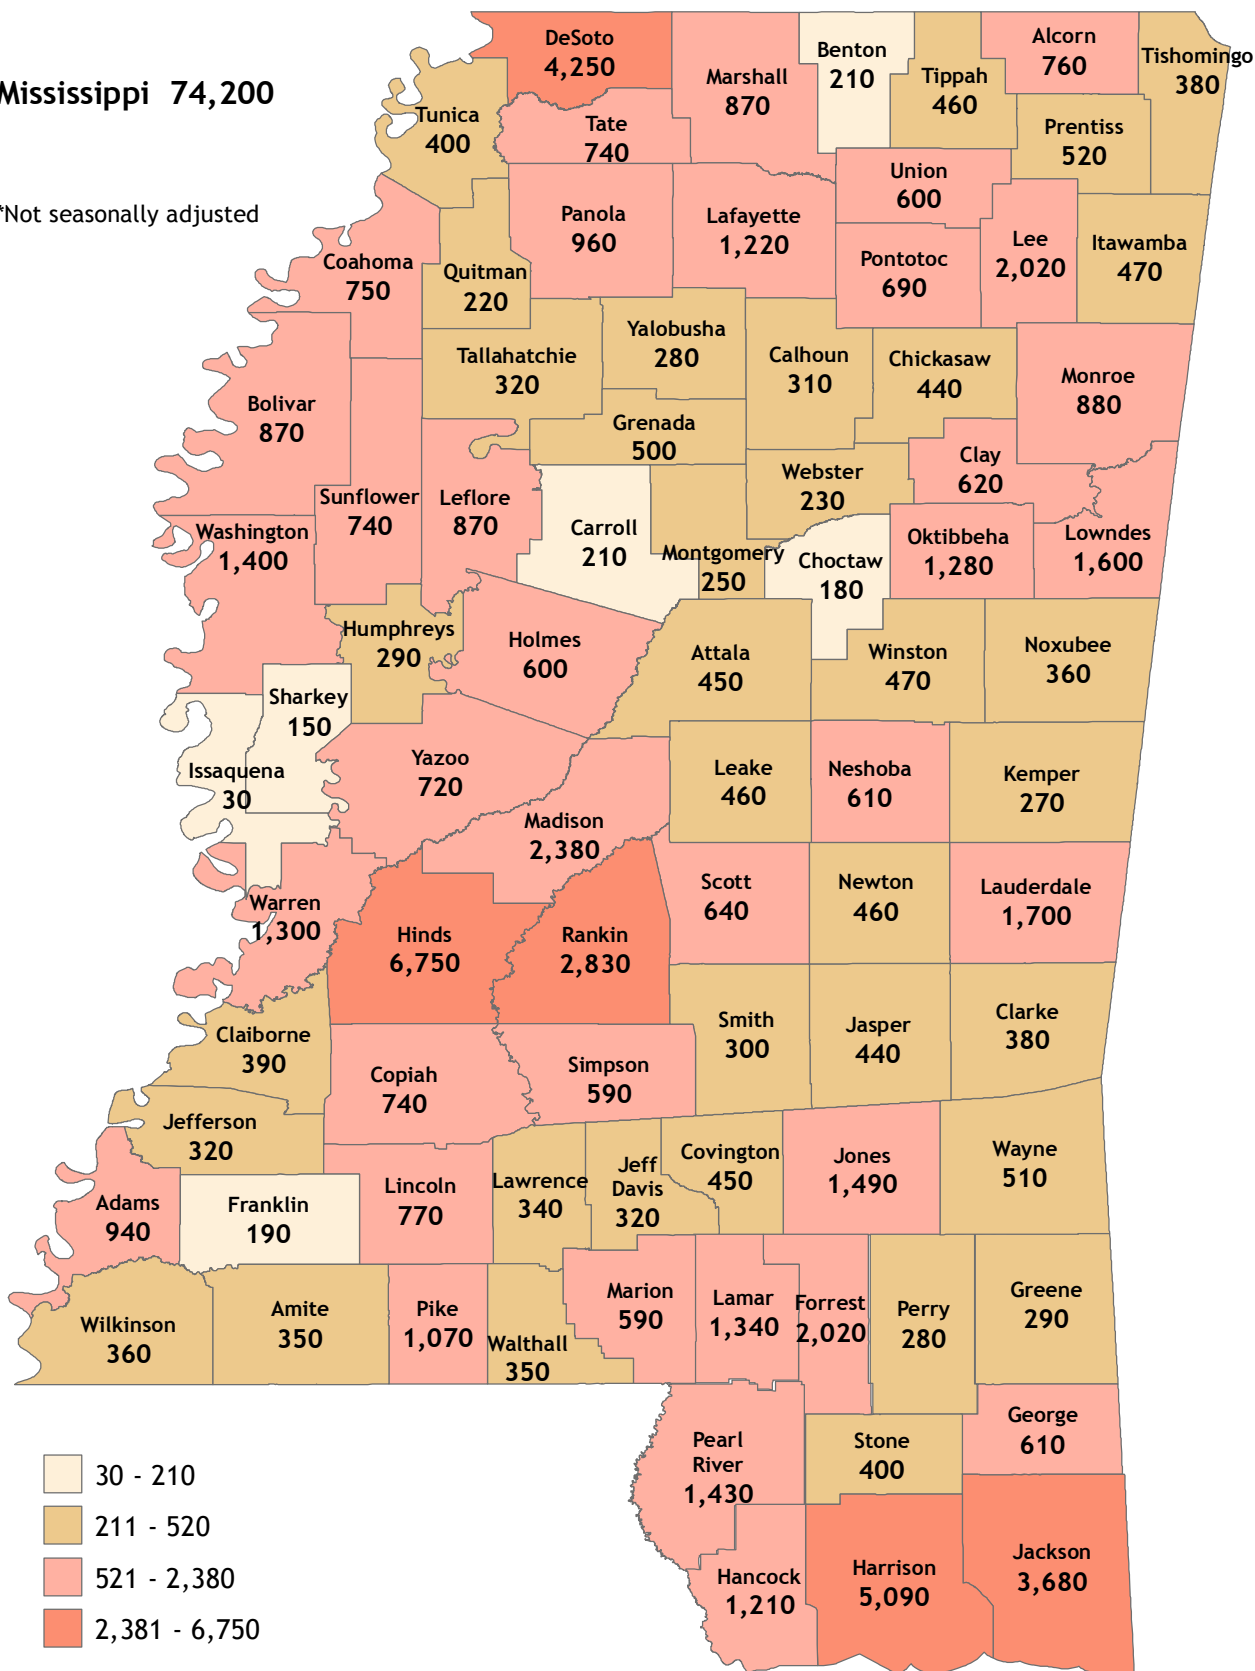 Mississippi 74,200
*Not seasonally adjusted
DeSoto
4,250
Marshall
870
Benton
210
Tippah
460
Alcorn
760
Tishomingo
380
Tunica
400
Tate
740
Prentiss
520
Union
600
Panola
960
Lafayette
1,220
Pontotoc
690
Lee
2,020
Itawamba
470
Coahoma
750
Quitman
220
Tallahatchie
320
Yalobusha
280
Calhoun
310
Chickasaw
440
Monroe
880
Bolivar
870
Grenada
500
Clay
620
Webster
230
Sunflower
740
Leflore
870
Washington
1,400
Carroll
210
Montgomery
250
Choctaw
180
Oktibbeha
1,280
Lowndes
1,600
Humphreys
290
Holmes
600
Attala
450
Winston
470
Noxubee
360
Sharkey
150
Issaquena
30
Yazoo
720
Leake
460
Neshoba
610
Kemper
270
Madison
2,380
Warren
1,300
Hinds
6,750
Rankin
2,830
Scott
640
Newton
460
Lauderdale
1,700
Claiborne
390
Copiah
740
Simpson
590
Smith
300
Jasper
440
Clarke
380
Jefferson
320
Adams
940
Franklin
190
Lincoln
770
Lawrence
340
Jeff
Davis
320
Covington
450
Jones
1,490
Wayne
510
Wilkinson
360
Amite
350
Pike
1,070
Walthall
350
Marion
590
Lamar
1,340
Forrest
2,020
Perry
280
Greene
290
Pearl
River
1,430
Stone
400
George
610
Hancock
1,210
Harrison
5,090
Jackson
3,680
30 - 210
211 - 520
521 - 2,380
2,381 - 6,750